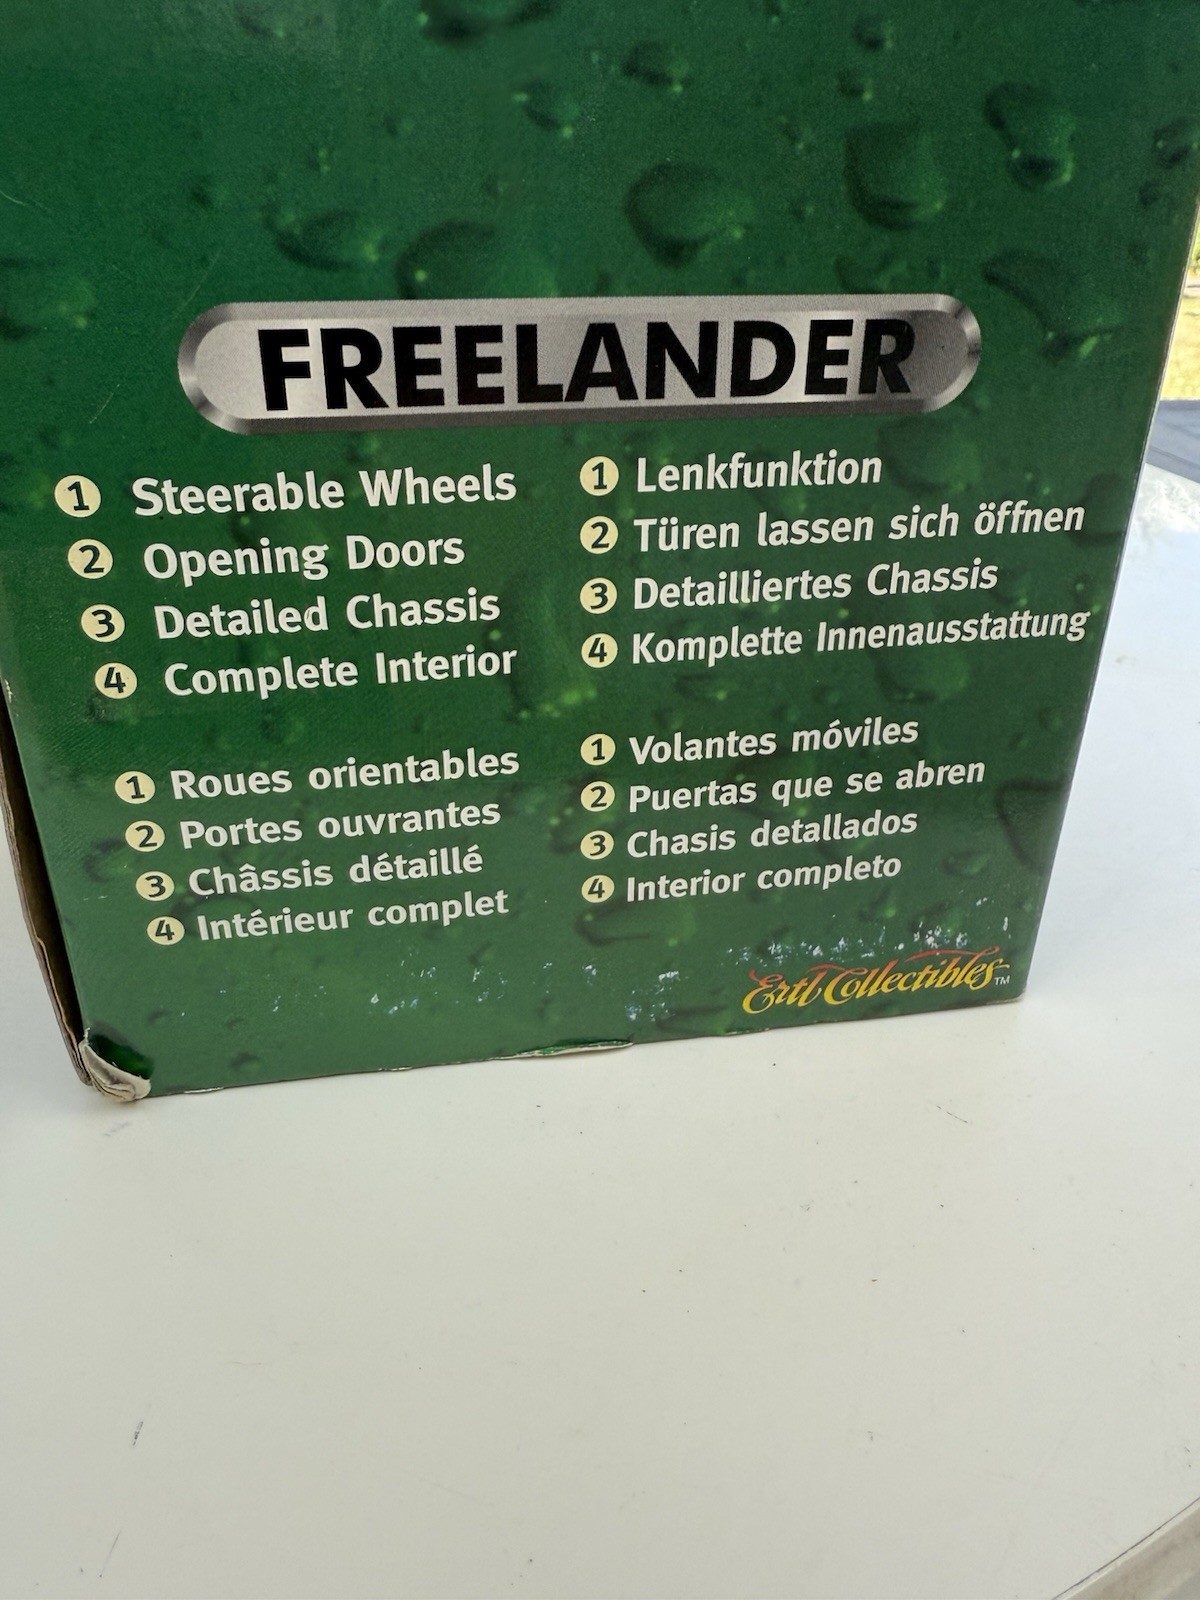 FREELANDER
1 Steerable Wheels
2 Opening Doors
3 Detailed Chassis
4 Complete Interior
1 Lenkfunktion
2 Türen lassen sich öffnen
3 Detailliertes Chassis
4 Komplette Innenausstattung
1 Roues orientables
2 Portes ouvrantes
3 Châssis détaillé
4 Intérieur complet
1 Volantes móviles
2 Puertas que se abren
3 Chasis detallados
4 Interior completo
Ertl Collectibles™